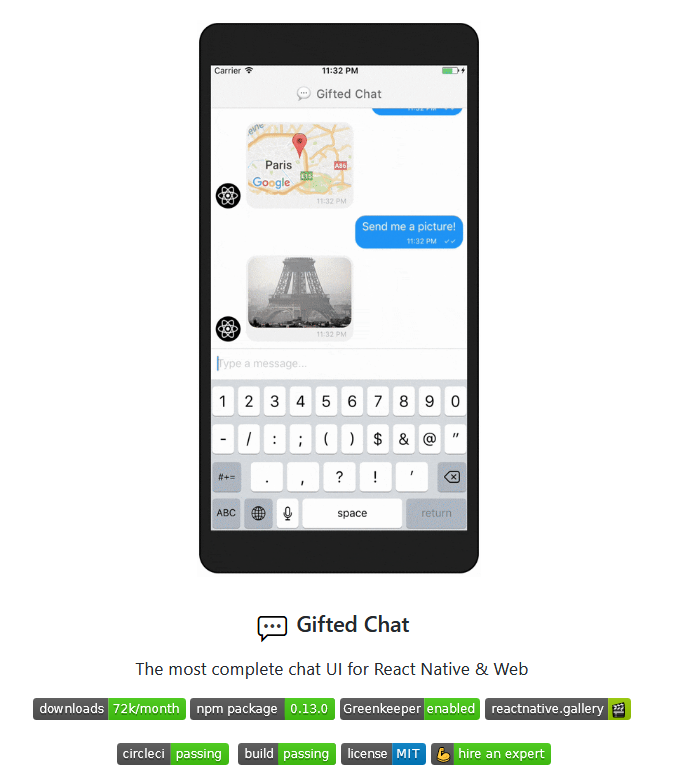 Carrier 11:32 PM
Gifted Chat
11:32 PM
Paris
A86
E15
Google
11:32 PM
Send me a picture!
11:32 PM
11:32 PM
Type a message...
1 2 3 4 5 6 7 8 9 0
- / : ; ( ) $ & @ "
#+= . , ? ! '
ABC space return
Gifted Chat
The most complete chat UI for React Native & Web
downloads 72k/month npm package 0.13.0 Greenkeeper enabled reactnative.gallery 🎬
circleci passing build passing license MIT 💪 hire an expert